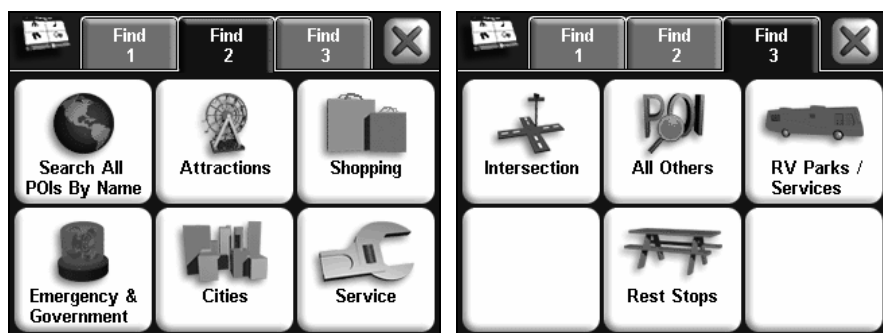 Find
1
Find
2
Find
3
Search All
POIs By Name
Attractions
Shopping
Emergency &
Government
Cities
Service
Find
1
Find
2
Find
3
Intersection
POI
All Others
RV Parks /
Services
Rest Stops